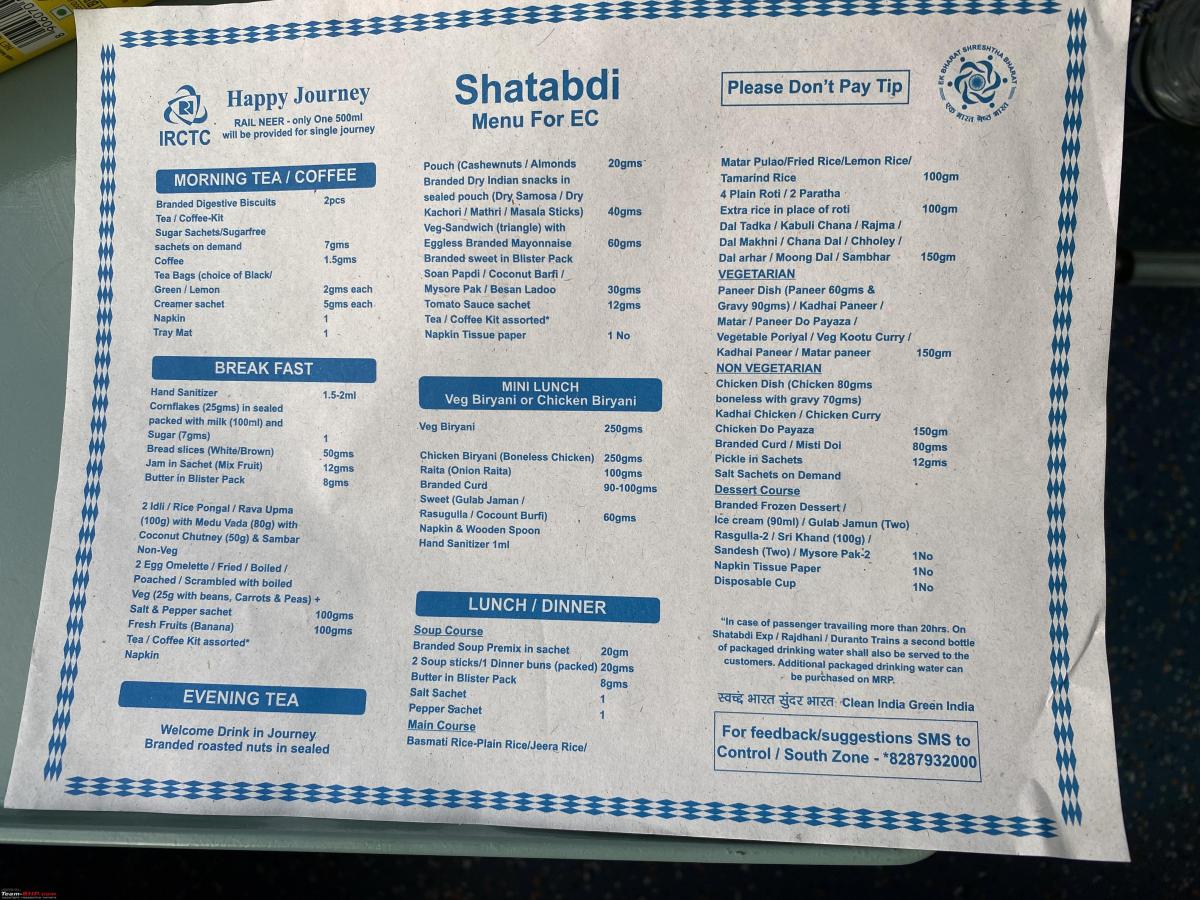 IRCTC
Happy Journey
RAIL NEER - only One 500ml
will be provided for single journey
Shatabdi
Menu For EC
Please Don't Pay Tip
EK BHARAT SHRESHTHA BHARAT
एक भारत श्रेष्ठ भारत
MORNING TEA / COFFEE
Branded Digestive Biscuits 2pcs
Tea / Coffee-Kit
Sugar Sachets/Sugarfree
sachets on demand 7gms
Coffee 1.5gms
Tea Bags (choice of Black/
Green / Lemon 2gms each
Creamer sachet 5gms each
Napkin 1
Tray Mat 1
BREAK FAST
Hand Sanitizer 1.5-2ml
Cornflakes (25gms) in sealed
packed with milk (100ml) and
Sugar (7gms) 1
Bread slices (White/Brown) 50gms
Jam in Sachet (Mix Fruit) 12gms
Butter in Blister Pack 8gms
2 Idli / Rice Pongal / Rava Upma
(100g) with Medu Vada (80g) with
Coconut Chutney (50g) & Sambar
Non-Veg
2 Egg Omelette / Fried / Boiled /
Poached / Scrambled with boiled
Veg (25g with beans, Carrots & Peas) +
Salt & Pepper sachet 100gms
Fresh Fruits (Banana) 100gms
Tea / Coffee Kit assorted*
Napkin
EVENING TEA
Welcome Drink in Journey
Branded roasted nuts in sealed
Pouch (Cashewnuts / Almonds 20gms
Branded Dry Indian snacks in
sealed pouch (Dry Samosa / Dry
Kachori / Mathri / Masala Sticks) 40gms
Veg-Sandwich (triangle) with
Eggless Branded Mayonnaise 60gms
Branded sweet in Blister Pack
Soan Papdi / Coconut Barfi /
Mysore Pak / Besan Ladoo 30gms
Tomato Sauce sachet 12gms
Tea / Coffee Kit assorted*
Napkin Tissue paper 1 No
MINI LUNCH
Veg Biryani or Chicken Biryani
Veg Biryani 250gms
Chicken Biryani (Boneless Chicken) 250gms
Raita (Onion Raita) 100gms
Branded Curd 90-100gms
Sweet (Gulab Jaman /
Rasugulla / Cocount Burfi) 60gms
Napkin & Wooden Spoon
Hand Sanitizer 1ml
LUNCH / DINNER
Soup Course
Branded Soup Premix in sachet 20gm
2 Soup sticks/1 Dinner buns (packed) 20gms
Butter in Blister Pack 8gms
Salt Sachet 1
Pepper Sachet 1
Main Course
Basmati Rice-Plain Rice/Jeera Rice/
Matar Pulao/Fried Rice/Lemon Rice/
Tamarind Rice 100gm
4 Plain Roti / 2 Paratha
Extra rice in place of roti 100gm
Dal Tadka / Kabuli Chana / Rajma /
Dal Makhni / Chana Dal / Chholey /
Dal arhar / Moong Dal / Sambhar 150gm
VEGETARIAN
Paneer Dish (Paneer 60gms &
Gravy 90gms) / Kadhai Paneer /
Matar / Paneer Do Payaza /
Vegetable Poriyal / Veg Kootu Curry /
Kadhai Paneer / Matar paneer 150gm
NON VEGETARIAN
Chicken Dish (Chicken 80gms
boneless with gravy 70gms)
Kadhai Chicken / Chicken Curry
Chicken Do Payaza 150gm
Branded Curd / Misti Doi 80gms
Pickle in Sachets 12gms
Salt Sachets on Demand
Dessert Course
Branded Frozen Dessert /
Ice cream (90ml) / Gulab Jamun (Two)
Rasgulla-2 / Sri Khand (100g) /
Sandesh (Two) / Mysore Pak-2 1No
Napkin Tissue Paper 1No
Disposable Cup 1No
"In case of passenger travailing more than 20hrs. On
Shatabdi Exp / Rajdhani / Duranto Trains a second bottle
of packaged drinking water shall also be served to the
customers. Additional packaged drinking water can
be purchased on MRP.
स्वच्छ भारत सुंदर भारत Clean India Green India
For feedback/suggestions SMS to
Control / South Zone - *8287932000
Team-BHP.com